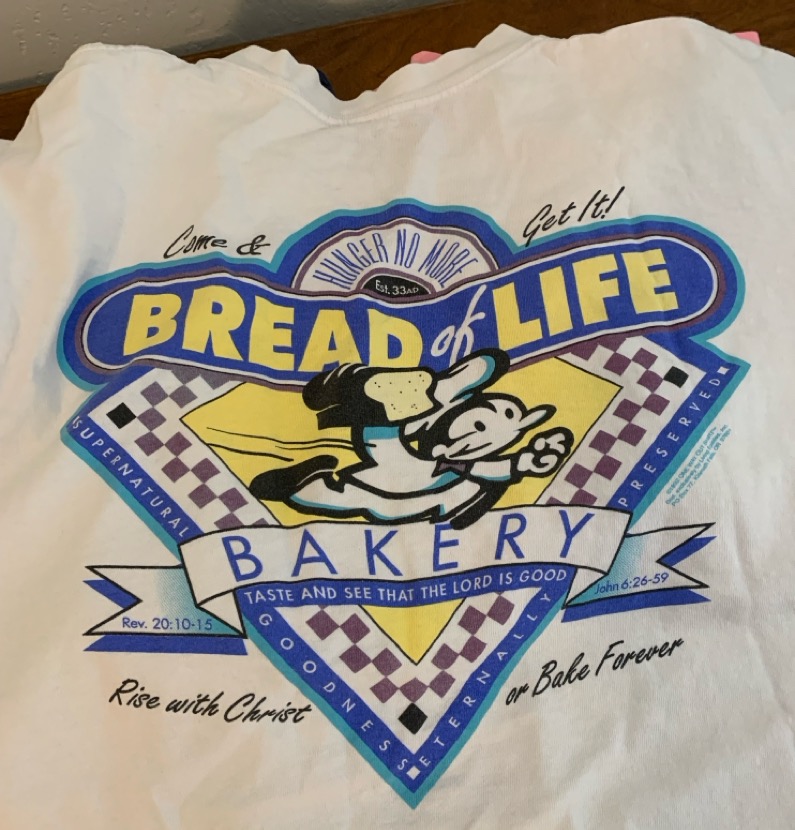 Come & Get It!
HUNGER NO MORE
Est. 33AD
BREAD of LIFE
SUPERNATURAL
PRESERVED
BAKERY
TASTE AND SEE THAT THE LORD IS GOOD
Rev. 20:10-15
John 6:26-59
GOODNESS
ETERNALLY
Rise with Christ
or Bake Forever